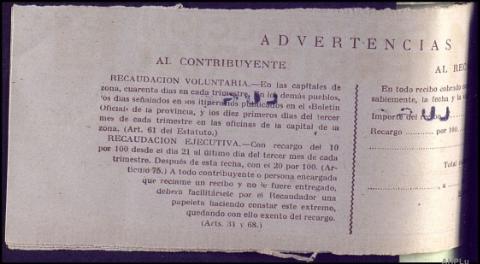 ADVERTENCIAS
AL CONTRIBUYENTE
RECAUDACION VOLUNTARIA.—En las capitales de
zona, cuarenta días en cada trimestre. En los demás pueblos,
los días señalados en los itinerarios publicados en el «Boletín
Oficial» de la provincia, y los diez primeros días del tercer
mes de cada trimestre en las oficinas de la capital de la
zona. (Art. 61 del Estatuto.)
RECAUDACION EJECUTIVA.—Con recargo del 10
por 100 desde el día 21 al último día del tercer mes de cada
trimestre. Después de esta fecha, con el 20 por 100. (Ar-
tículo 75.) A todo contribuyente o persona encargada
que reclame un recibo y no le fuere entregado,
deberá facilitársele por el Recaudador una
papeleta haciendo constar este extremo,
quedando con ello exento del recargo.
(Arts. 31 y 68.)
AL REC
En todo recibo cobrado
sablemente, la fecha y la
Importe del
Recargo por 100.
Total
a